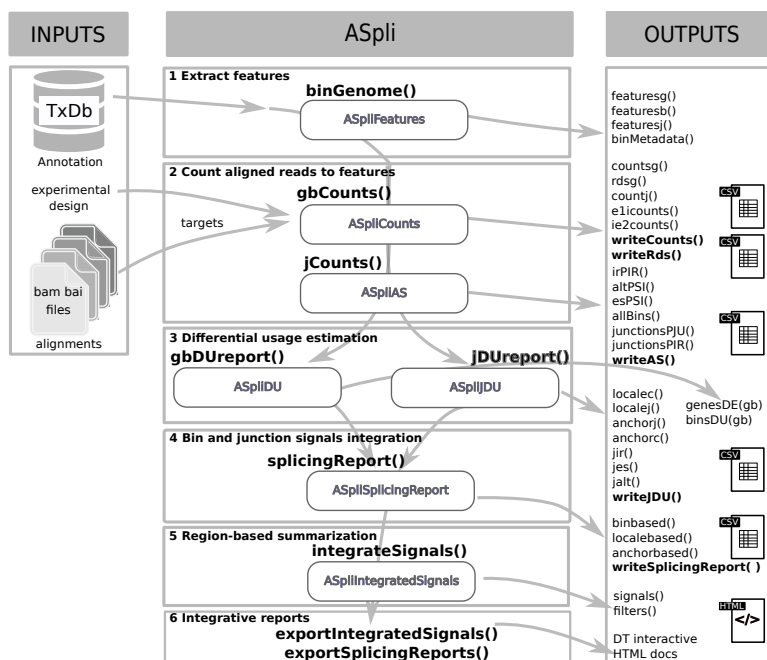 INPUTS
ASpli
OUTPUTS
TxDb
Annotation
experimental
design
targets
bam bai
files
alignments
1 Extract features
binGenome()
ASpliFeatures
2 Count aligned reads to features
gbCounts()
ASpliCounts
jCounts()
ASpliAS
3 Differential usage estimation
gbDUreport()
jDUreport()
ASpliDU
ASpliJDU
4 Bin and junction signals integration
splicingReport()
ASpliSplicingReport
5 Region-based summarization
integrateSignals()
ASpliIntegratedSignals
6 Integrative reports
exportIntegratedSignals()
exportSplicingReports()
featuresg()
featuresb()
featuresj()
binMetadata()
countsg()
rdsg()
countj()
e1icounts()
ie2counts()
writeCounts()
writeRds()
CSV
CSV
irPIR()
altPSI()
esPSI()
allBins()
junctionsPJU()
junctionsPIR()
writeAS()
CSV
localec()
localej()
anchorj()
anchorc()
jir()
jes()
jalt()
writeJDU()
genesDE(gb)
binsDU(gb)
CSV
binbased()
localebased()
anchorbased()
writeSplicingReport( )
CSV
signals()
filters()
HTML
</>
DT interactive
HTML docs